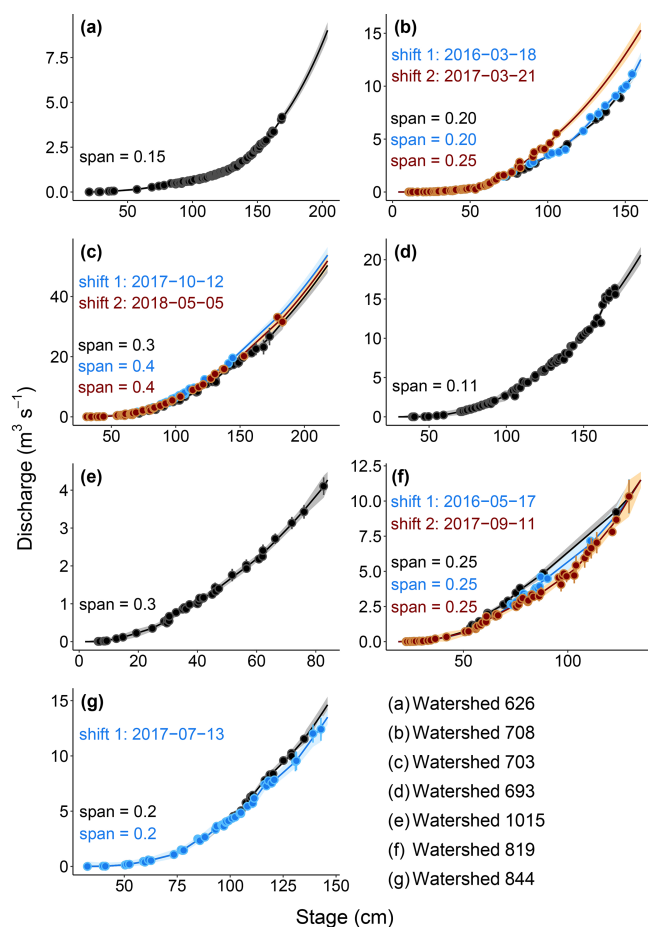 (a)
span = 0.15
7.5
5.0
2.5
0.0
50
100
150
200
(b)
shift 1: 2016−03−18
shift 2: 2017−03−21
span = 0.20
span = 0.20
span = 0.25
15
10
5
0
0
50
100
150
(c)
shift 1: 2017−10−12
shift 2: 2018−05−05
span = 0.3
span = 0.4
span = 0.4
40
20
0
50
100
150
200
(d)
span = 0.11
20
15
10
5
0
50
100
150
Discharge (m³ s⁻¹)
(e)
span = 0.3
4
3
2
1
0
0
20
40
60
80
(f)
shift 1: 2016−05−17
shift 2: 2017−09−11
span = 0.25
span = 0.25
span = 0.25
12.5
10.0
7.5
5.0
2.5
0.0
50
100
(g)
shift 1: 2017−07−13
span = 0.2
span = 0.2
15
10
5
0
50
75
100
125
150
(a) Watershed 626
(b) Watershed 708
(c) Watershed 703
(d) Watershed 693
(e) Watershed 1015
(f) Watershed 819
(g) Watershed 844
Stage (cm)